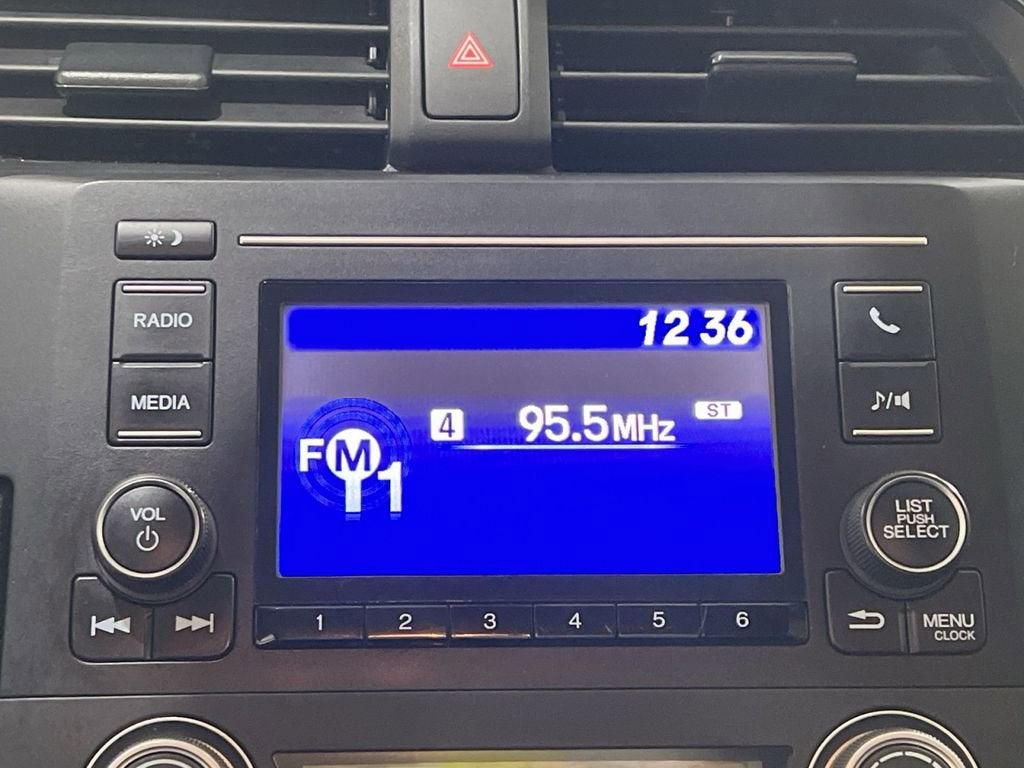 RADIO
MEDIA
VOL
12 36
4 95.5MHz ST
FM1
1 2 3 4 5 6
LIST
PUSH
SELECT
MENU
CLOCK